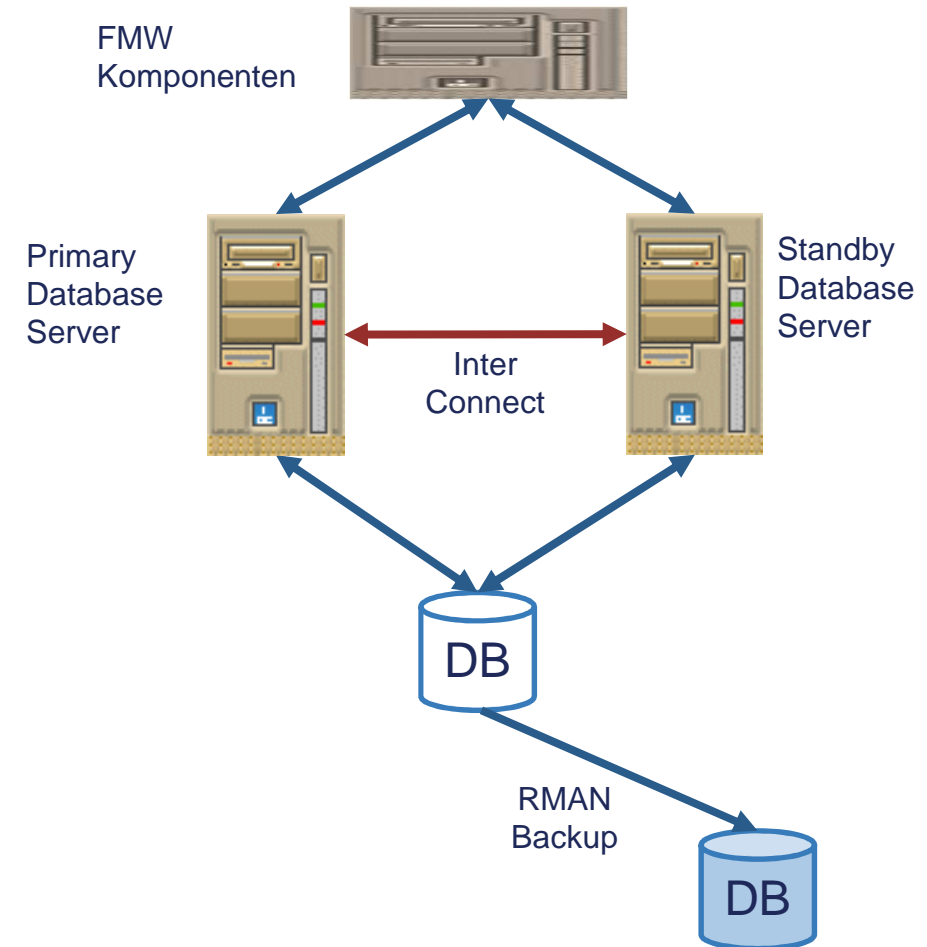 FMW
Komponenten
Primary
Database
Server
Standby
Database
Server
Inter
Connect
DB
RMAN
Backup
DB